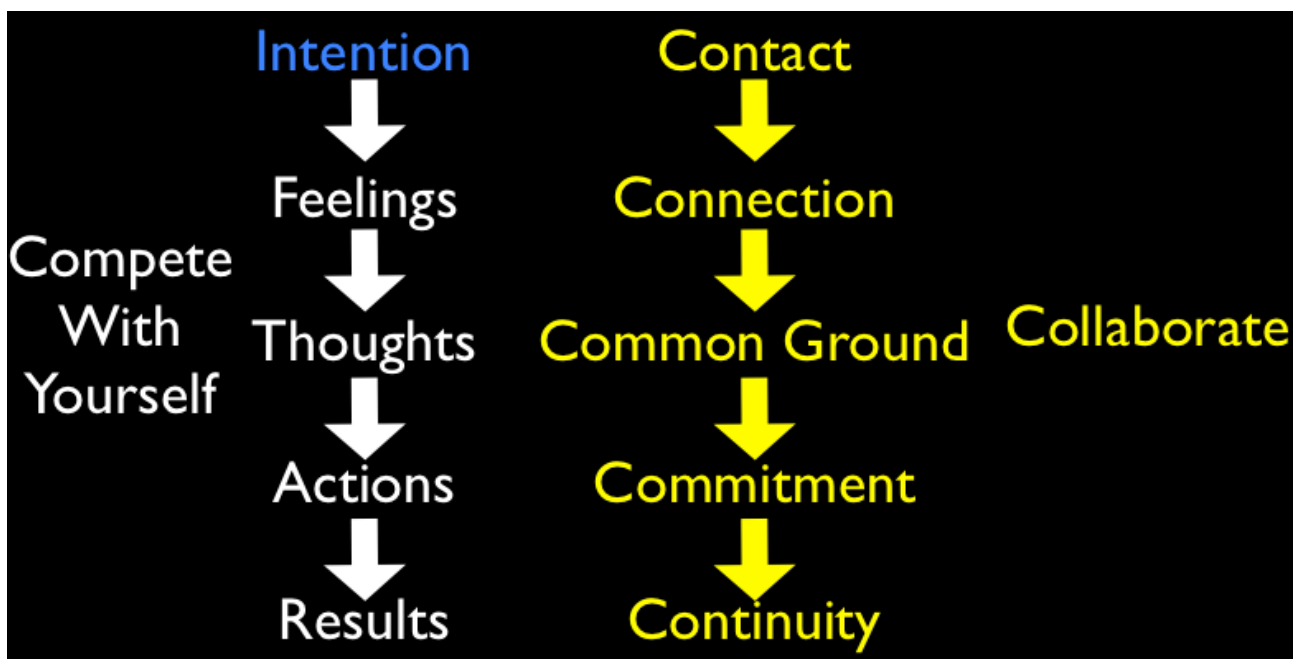 Intention
Contact
Feelings
Connection
Compete
With
Yourself
Thoughts
Common Ground
Collaborate
Actions
Commitment
Results
Continuity